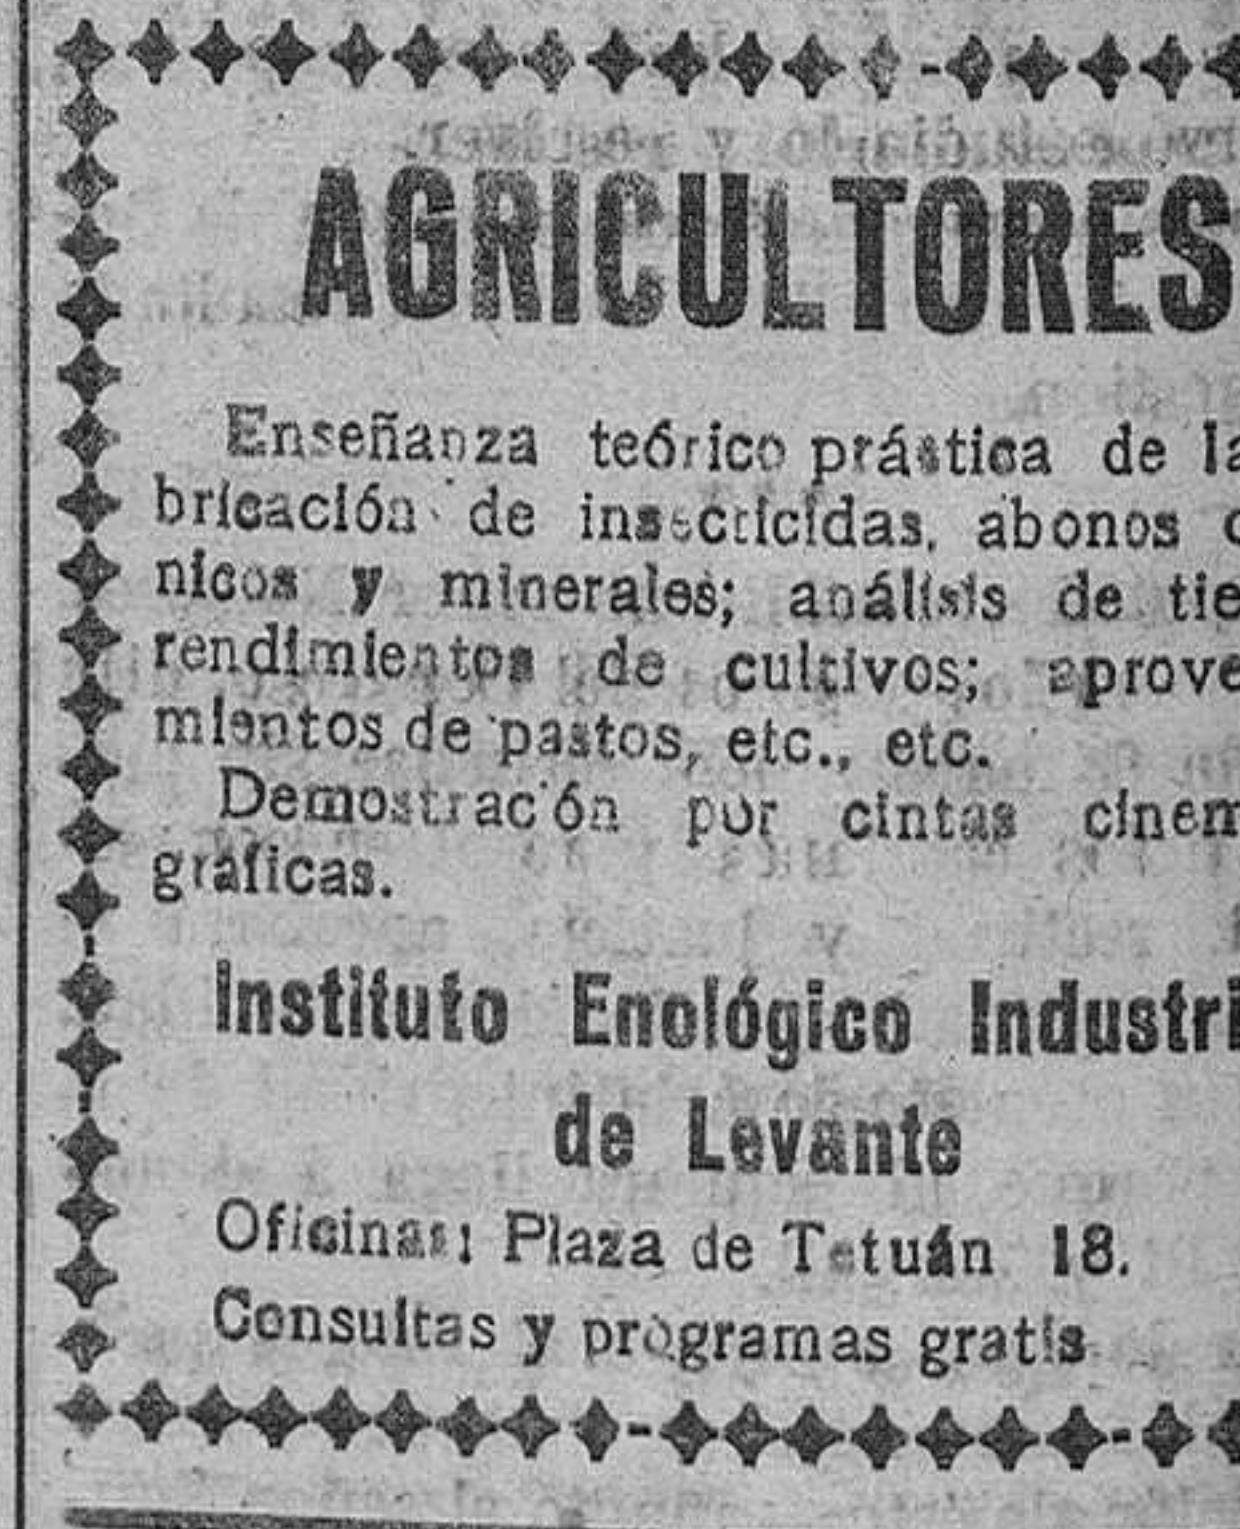 AGRICULTORES
Enseñanza teórico práctica de la
bricación de insecticidas, abonos o
nicos y minerales; análisis de tie
rendimientos de cultivos; aprove
mientos de pastos, etc., etc.
Demostración por cintas cinem
gráficas.
Instituto Enológico Industri
de Levante
Oficinas: Plaza de Tetuán 18.
Consultas y programas gratis